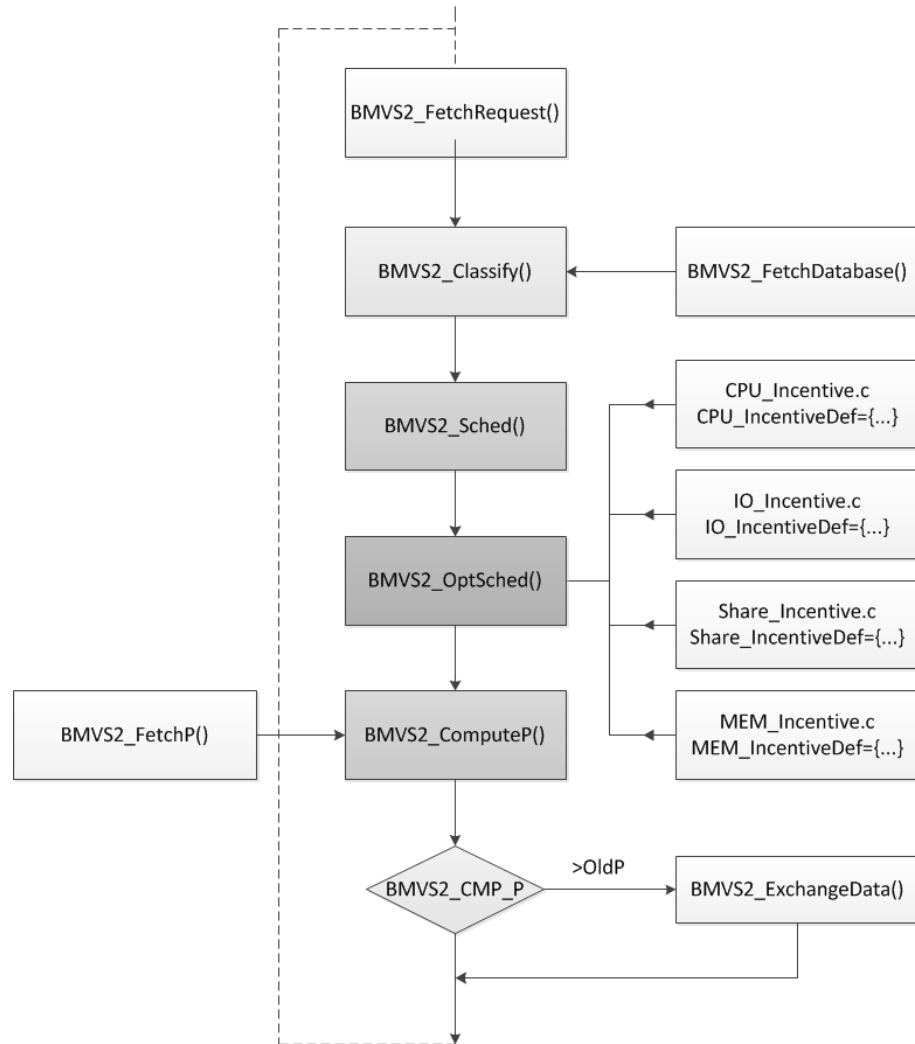 BMVS2_FetchRequest()
BMVS2_Classify()
BMVS2_FetchDatabase()
BMVS2_Sched()
CPU_Incentive.c
CPU_IncentiveDef={...}
IO_Incentive.c
IO_IncentiveDef={...}
BMVS2_OptSched()
Share_Incentive.c
Share_IncentiveDef={...}
BMVS2_FetchP()
BMVS2_ComputeP()
MEM_Incentive.c
MEM_IncentiveDef={...}
BMVS2_CMP_P
>OldP
BMVS2_ExchangeData()